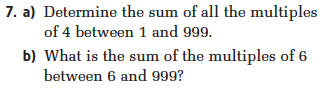 7. a) Determine the sum of all the multiples
of 4 between 1 and 999.
b) What is the sum of the multiples of 6
between 6 and 999?